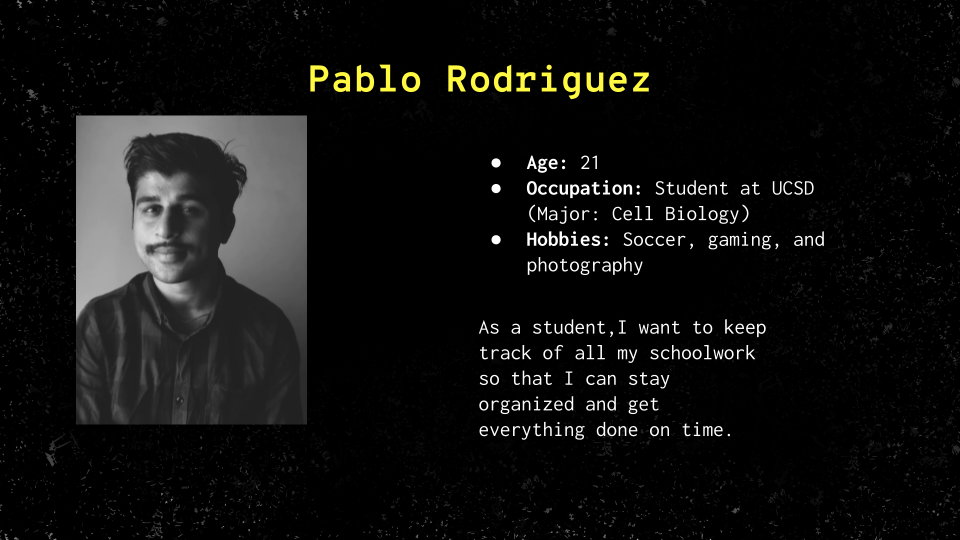 Pablo Rodriguez
● Age: 21
● Occupation: Student at UCSD
(Major: Cell Biology)
● Hobbies: Soccer, gaming, and
photography
As a student,I want to keep
track of all my schoolwork
so that I can stay
organized and get
everything done on time.